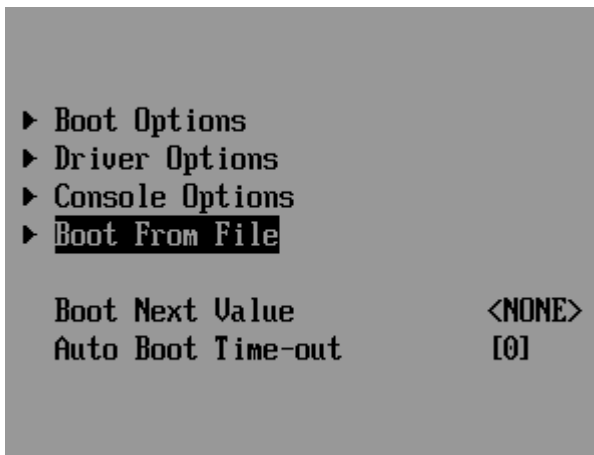 Boot Options
Driver Options
Console Options
Boot From File
Boot Next Value <NONE>
Auto Boot Time-out [0]